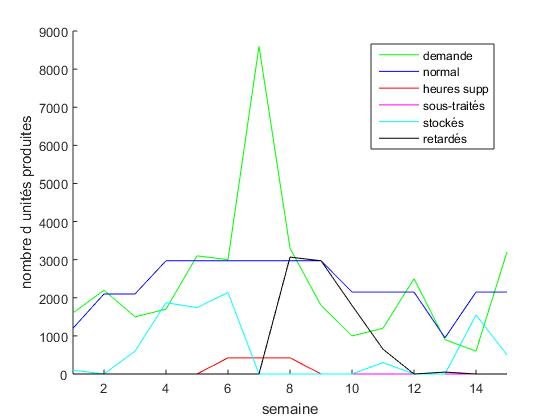 9000
8000
7000
6000
5000
4000
3000
2000
1000
0
nombre d unités produites
demande
normal
heures supp
sous-traités
stockés
retardés
2 4 6 8 10 12 14
semaine